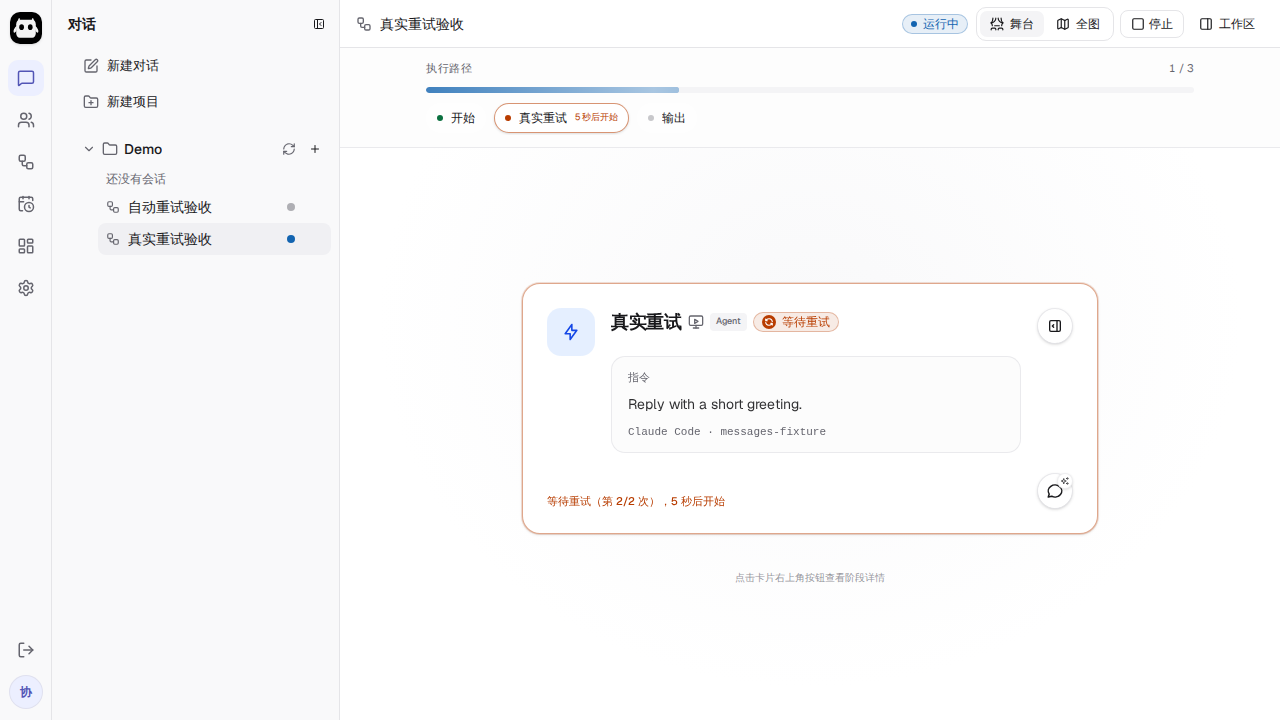 对话
新建对话
新建项目
Demo
还没有会话
自动重试验收
真实重试验收
协
真实重试验收
运行中
舞台
全图
停止
工作区
执行路径
1 / 3
开始
真实重试 5 秒后开始
输出
真实重试 Agent 等待重试
指令
Reply with a short greeting.
Claude Code · messages-fixture
等待重试（第 2/2 次），5 秒后开始
点击卡片右上角按钮查看阶段详情